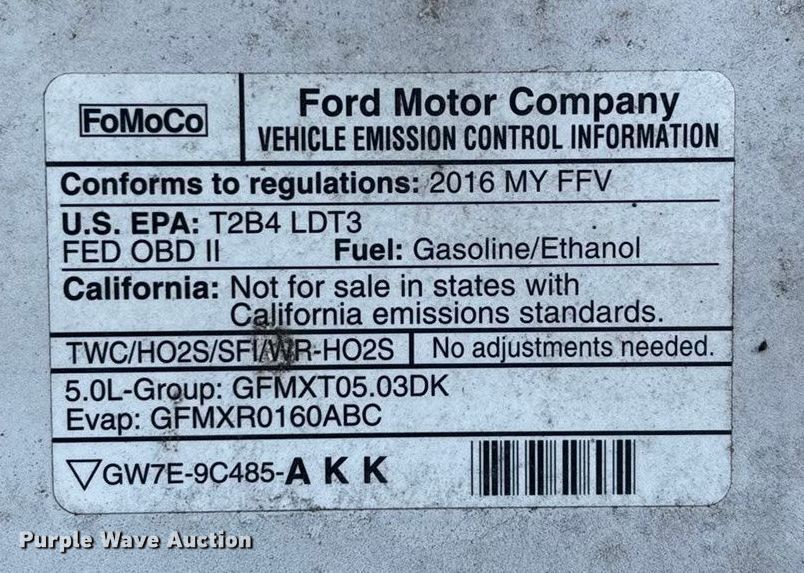 FoMoCo
Ford Motor Company
VEHICLE EMISSION CONTROL INFORMATION
Conforms to regulations: 2016 MY FFV
U.S. EPA: T2B4 LDT3
FED OBD II Fuel: Gasoline/Ethanol
California: Not for sale in states with
California emissions standards.
TWC/HO2S/SFI/WR-HO2S No adjustments needed.
5.0L-Group: GFMXT05.03DK
Evap: GFMXR0160ABC
▽GW7E-9C485-A K K
Purple Wave Auction